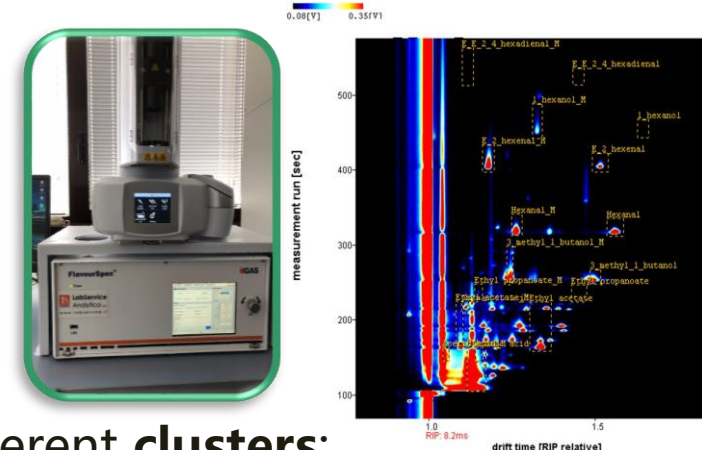 0.08[V] 0.35[V]
E_E_2_4_hexadienal_M
E_E_2_4_hexadienal
1_hexanol_M
1_hexanol
E_2_hexenal_M
E_2_hexenal
Hexanal_M
Hexanal
3_methyl_1_butanol_M
3_methyl_1_butanol
Ethyl propanoate_M
Ethyl propanoate
Ethyl acetate
acid
500
400
300
200
100
measurement run [sec]
1.0
1.5
RIP: 8.2ms
drift time [RIP relative]
FlavourSpec®
GAS
LabService
Analytica
erent clusters: